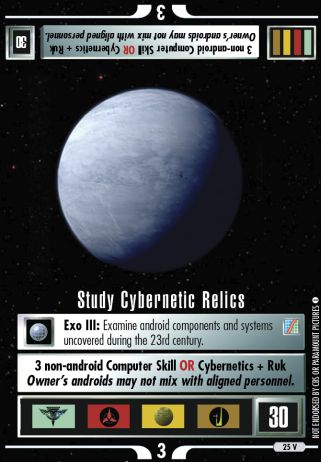 3
3 non-android Computer Skill OR Cybernetics + Ruk
Owner's androids may not mix with aligned personnel.
30
Study Cybernetic Relics
Exo III: Examine android components and systems
uncovered during the 23rd century.
3 non-android Computer Skill OR Cybernetics + Ruk
Owner's androids may not mix with aligned personnel.
30
3
25 V
NOT ENDORSED BY CBS OR PARAMOUNT PICTURES